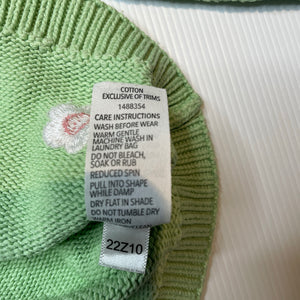 COTTON
EXCLUSIVE OF TRIMS
1488354
CARE INSTRUCTIONS
WASH BEFORE WEAR
WARM GENTLE
MACHINE WASH IN
LAUNDRY BAG
DO NOT BLEACH,
SOAK OR RUB
REDUCED SPIN
PULL INTO SHAPE
WHILE DAMP
DRY FLAT IN SHADE
DO NOT TUMBLE DRY
WARM IRON
22Z10